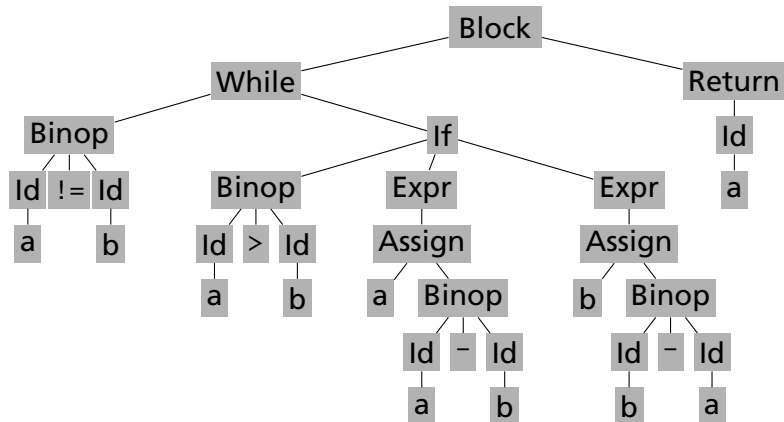 Block
While Return
Binop If Id
Id != Id Binop Expr Expr a
a b Id > Id Assign Assign
a b a Binop b Binop
Id - Id Id - Id
a b b a